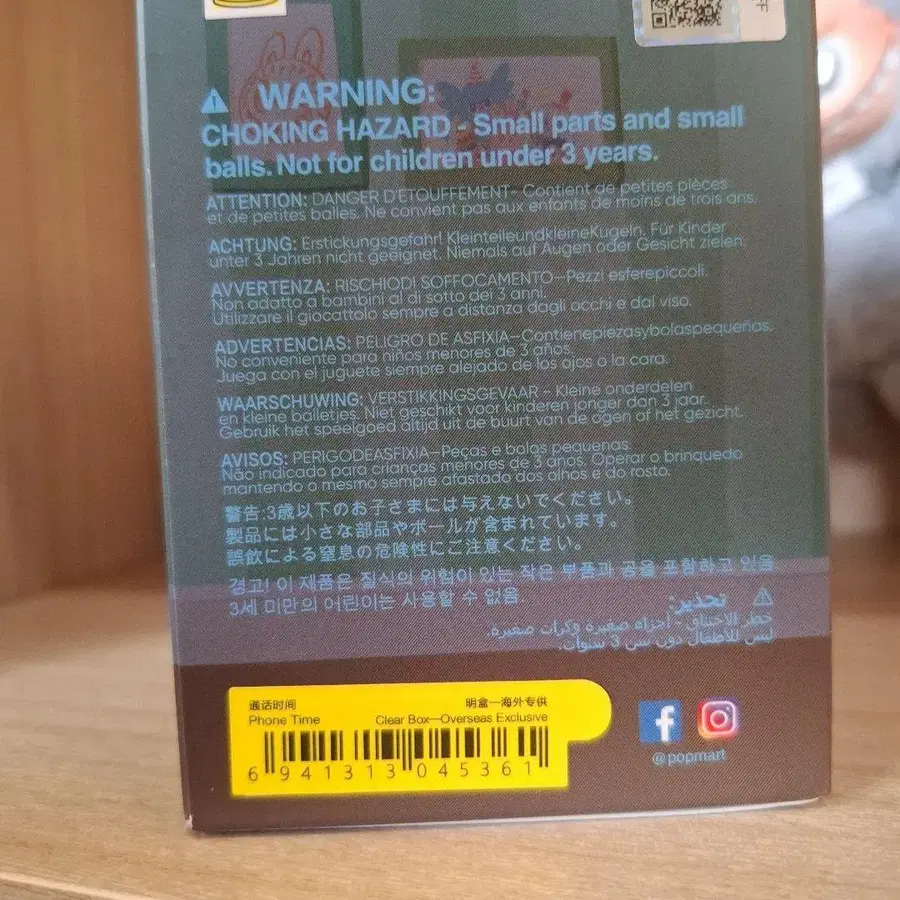 WARNING:
CHOKING HAZARD - Small parts and small
balls. Not for children under 3 years.
ATTENTION: DANGER D'ETOUFFEMENT- Contient de petites pièces
et de petites balles. Ne convient pas aux enfants de moins de trois ans.
ACHTUNG: Erstickungsgefahr! KleinteileundkleineKugeln. Für Kinder
unter 3 Jahren nicht geeignet. Niemals auf Augen oder Gesicht zielen.
AVVERTENZA: RISCHIODI SOFFOCAMENTO—Pezzi esferepiccoli.
Non adatto a bambini al di sotto dei 3 anni.
Utilizzare il giocattolo sempre a distanza dagli occhi e dal viso.
ADVERTENCIAS: PELIGRO DE ASFIXIA—Contienepiezasybolaspequeñas.
No conveniente para niños menores de 3 años.
Juega con el juguete siempre alejado de los ojos o la cara.
WAARSCHUWING: VERSTIKKINGSGEVAAR - Kleine onderdelen
en kleine balletjes. Niet geschikt voor kinderen jonger dan 3 jaar.
Gebruik het speelgoed altijd uit de buurt van de ogen of het gezicht.
AVISOS: PERIGODEASFIXIA—Peças e bolas pequenas.
Não indicado para crianças menores de 3 anos. Operar o brinquedo
mantendo o mesmo sempre afastado dos olhos e do rosto.
警告:3歳以下のお子さまには与えないでください。
製品には小さな部品やボールが含まれています。
誤飲による窒息の危険性にご注意ください。
경고! 이 제품은 질식의 위험이 있는 작은 부품과 공을 포함하고 있음
3세 미만의 어린이는 사용할 수 없음.
تحذير:
خطر الاختناق - أجزاء صغيرة وكرات صغيرة.
ليس للأطفال دون سن 3 سنوات.
通话时间 明盒—海外专供
Phone Time Clear Box—Overseas Exclusive
6941313045361
@popmart